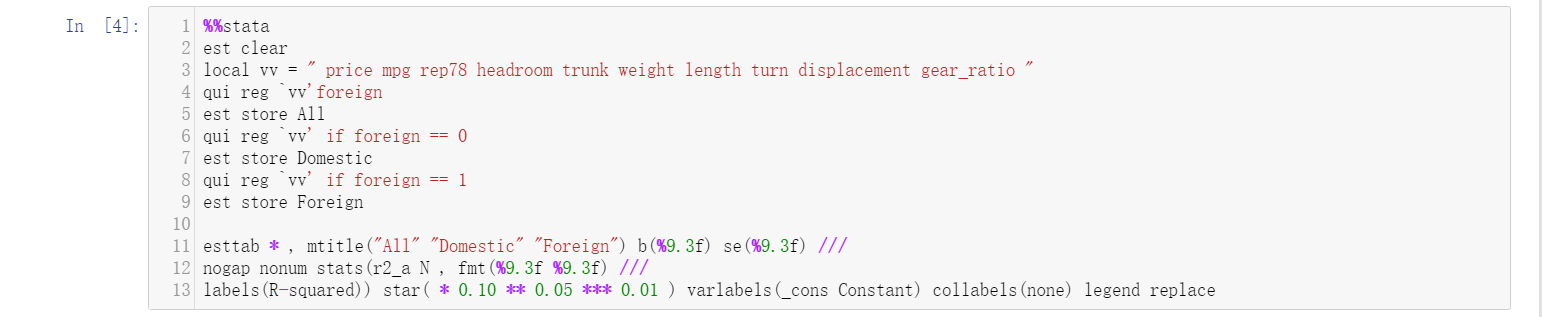 In [4]:
1 %%stata
2 est clear
3 local vv = " price mpg rep78 headroom trunk weight length turn displacement gear_ratio "
4 qui reg `vv'foreign
5 est store All
6 qui reg `vv' if foreign == 0
7 est store Domestic
8 qui reg `vv' if foreign == 1
9 est store Foreign
10
11 esttab * , mtitle("All" "Domestic" "Foreign") b(%9.3f) se(%9.3f) ///
12 nogap nonum stats(r2_a N , fmt(%9.3f %9.3f) ///
13 labels(R-squared)) star( * 0.10 ** 0.05 *** 0.01 ) varlabels(_cons Constant) collabels(none) legend replace